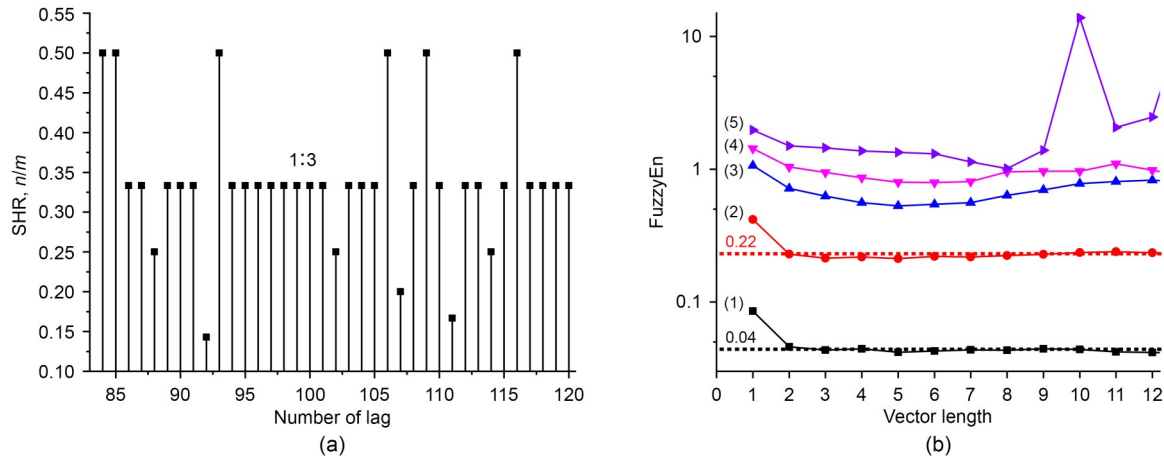 0.55
0.50
0.45
0.40
0.35
0.30
0.25
0.20
0.15
0.10
SHR, n/m
1:3
85 90 95 100 105 110 115 120
Number of lag
(a)
10
1
0.1
FuzzyEn
(5)
(4)
(3)
(2)
0.22
(1)
0.04
0 1 2 3 4 5 6 7 8 9 10 11 12
Vector length
(b)